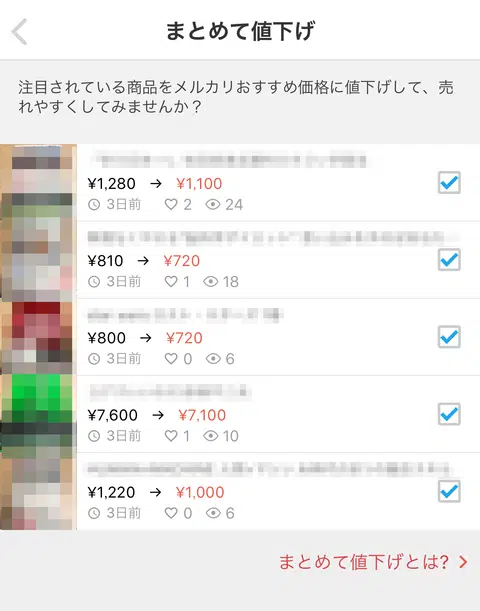 まとめて値下げ
注目されている商品をメルカリおすすめ価格に値下げして、売
れやすくしてみませんか？
¥1,280 → ¥1,100
3日前 2 24
¥810 → ¥720
3日前 1 18
¥800 → ¥720
3日前 0 6
¥7,600 → ¥7,100
3日前 1 10
¥1,220 → ¥1,000
3日前 0 6
まとめて値下げとは?